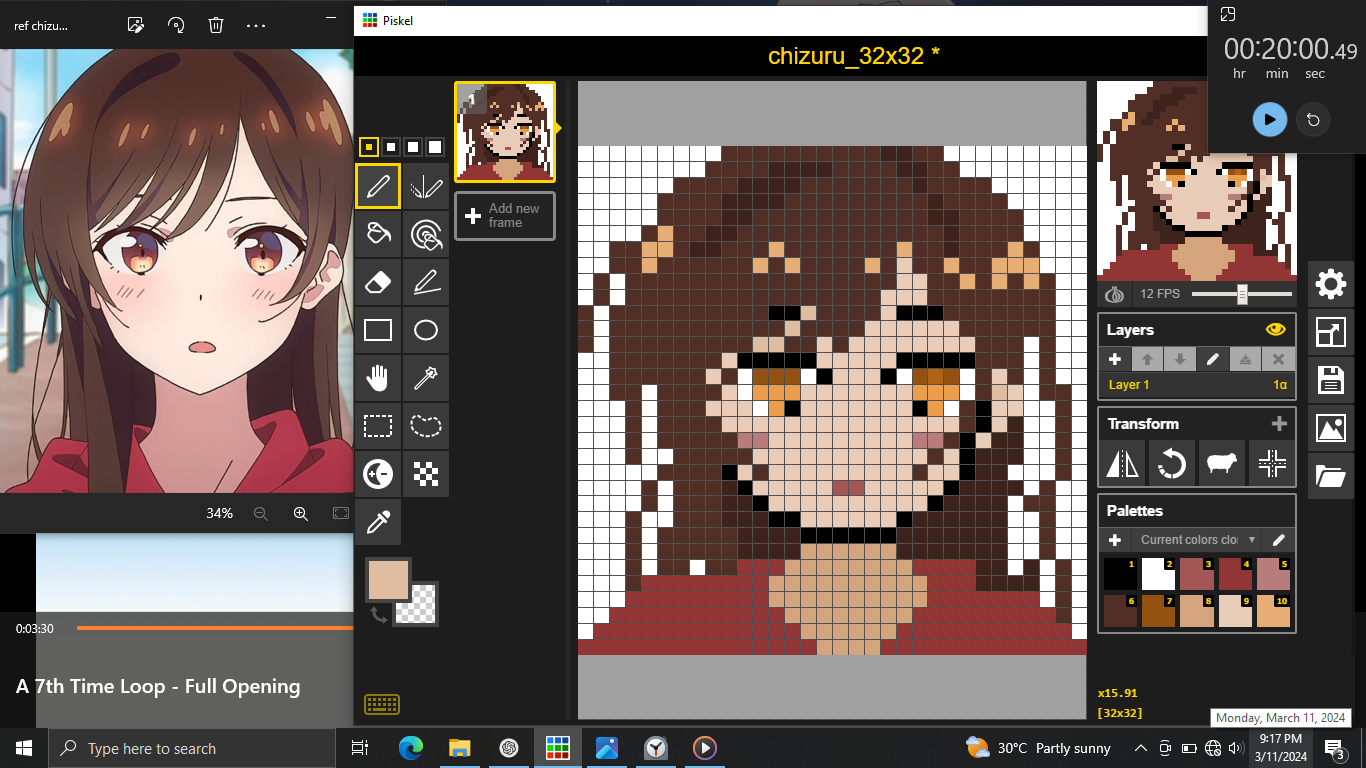 ref chizu...
Piskel
chizuru_32x32 *
00:20:00.49
hr min sec
1
Add new
frame
12 FPS
Layers
Layer 1
1α
Transform
34%
Palettes
Current colors clo
1 2 3 4 5
6 7 8 9 10
0:03:30
A 7th Time Loop - Full Opening
x15.91
[32x32]
Monday, March 11, 2024
Type here to search
30°C Partly sunny
9:17 PM
3/11/2024
3